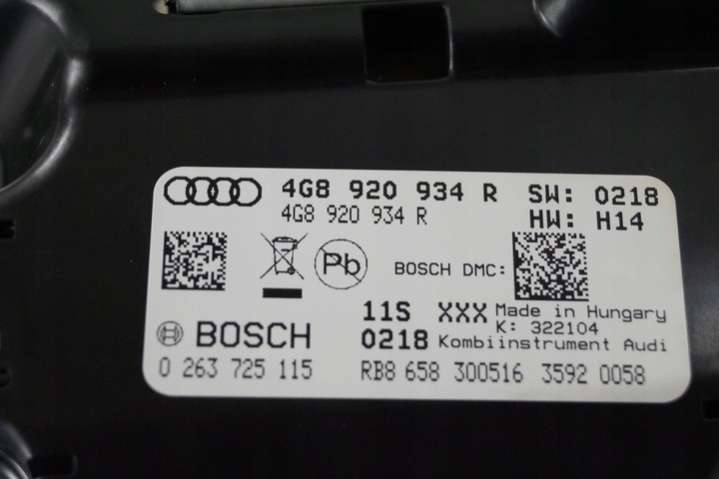 4G8 920 934 R SW: 0218
4G8 920 934 R HW: H14
Pb BOSCH DMC:
11S XXX Made in Hungary
K: 322104
BOSCH 0218 Kombiinstrument Audi
0 263 725 115 RB8 658 300516 3592 0058